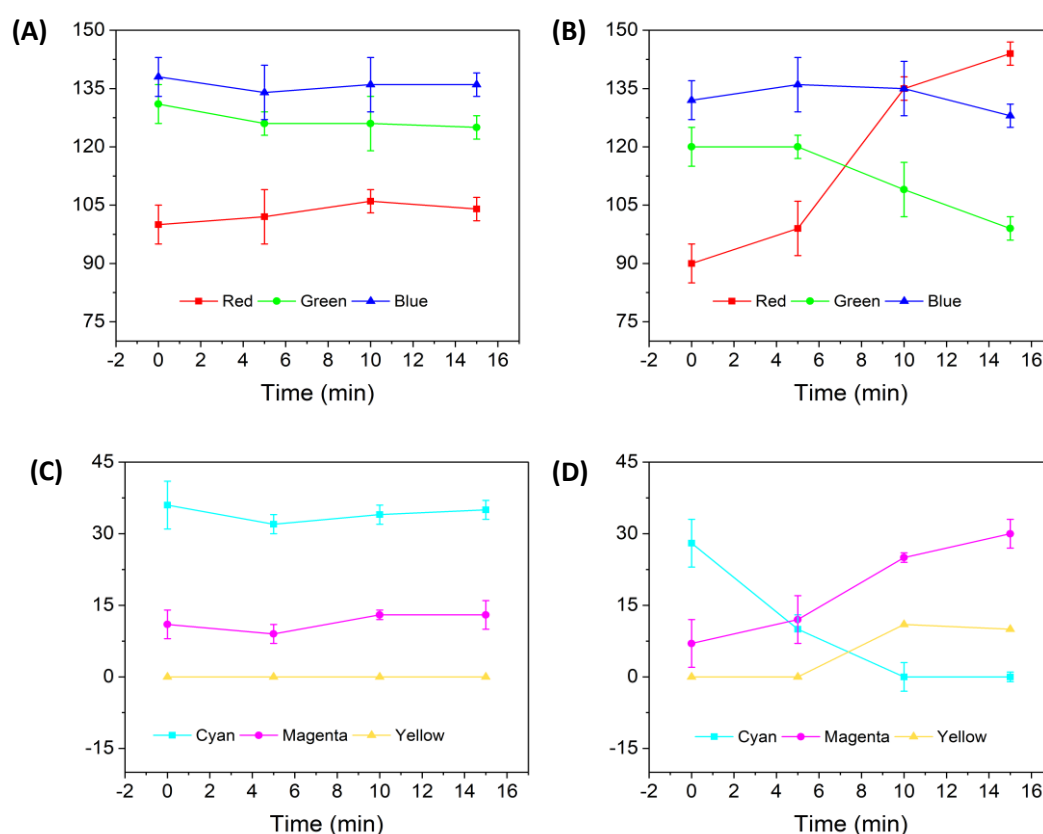 (A)
150
135
120
105
90
75
Red Green Blue
-2 0 2 4 6 8 10 12 14 16
Time (min)
(B)
150
135
120
105
90
75
Red Green Blue
-2 0 2 4 6 8 10 12 14 16
Time (min)
(C)
45
30
15
0
-15
Cyan Magenta Yellow
-2 0 2 4 6 8 10 12 14 16
Time (min)
(D)
45
30
15
0
-15
Cyan Magenta Yellow
-2 0 2 4 6 8 10 12 14 16
Time (min)